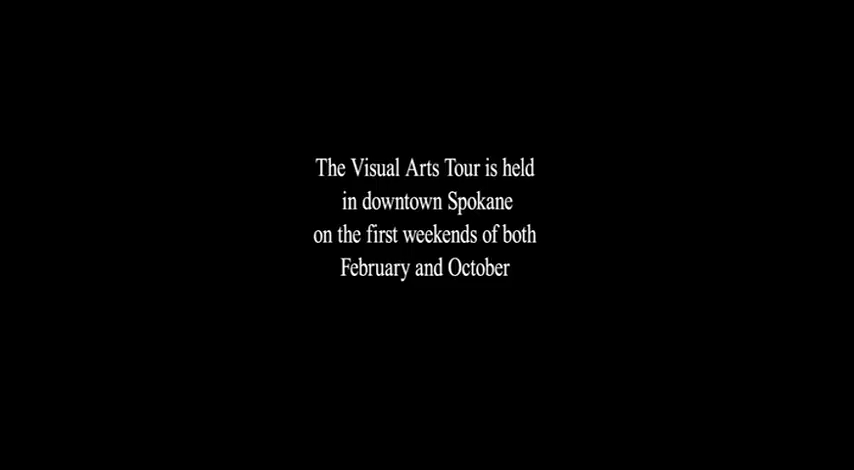 The Visual Arts Tour is held
in downtown Spokane
on the first weekends of both
February and October